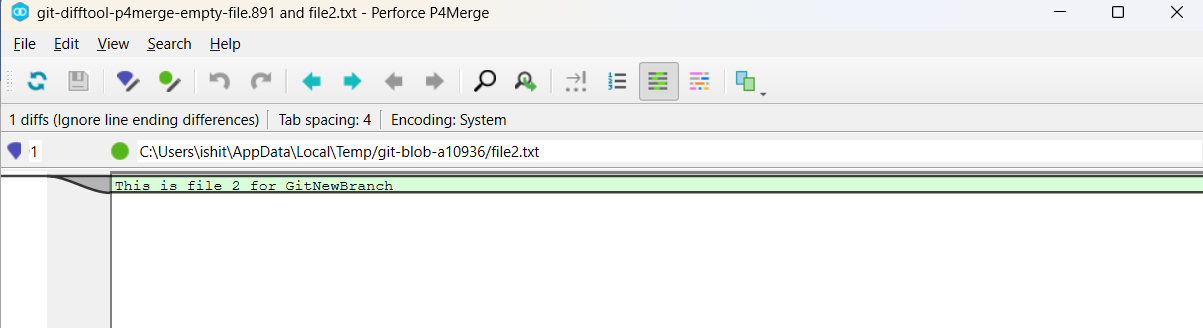 git-difftool-p4merge-empty-file.891 and file2.txt - Perforce P4Merge
File Edit View Search Help
1 diffs (Ignore line ending differences) Tab spacing: 4 Encoding: System
1 C:\Users\ishit\AppData\Local\Temp/git-blob-a10936/file2.txt
This is file 2 for GitNewBranch